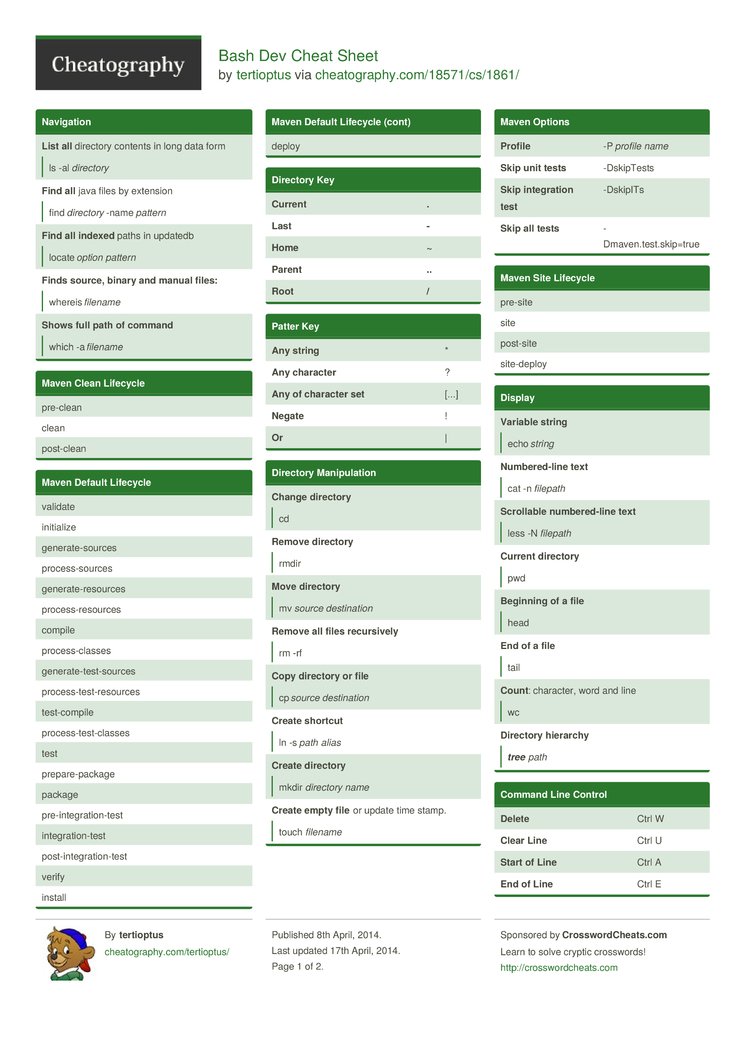 Cheatography
Bash Dev Cheat Sheet
by tertioptus via cheatography.com/18571/cs/1861/
Navigation
List all directory contents in long data form
ls -al directory
Find all java files by extension
find directory -name pattern
Find all indexed paths in updatedb
locate option pattern
Finds source, binary and manual files:
whereis filename
Shows full path of command
which -a filename
Maven Clean Lifecycle
pre-clean
clean
post-clean
Maven Default Lifecycle
validate
initialize
generate-sources
process-sources
generate-resources
process-resources
compile
process-classes
generate-test-sources
process-test-resources
test-compile
process-test-classes
test
prepare-package
package
pre-integration-test
integration-test
post-integration-test
verify
install
Maven Default Lifecycle (cont)
deploy
Directory Key
Current .
Last -
Home ~
Parent ..
Root /
Patter Key
Any string *
Any character ?
Any of character set [...]
Negate !
Or |
Directory Manipulation
Change directory
cd
Remove directory
rmdir
Move directory
mv source destination
Remove all files recursively
rm -rf
Copy directory or file
cp source destination
Create shortcut
ln -s path alias
Create directory
mkdir directory name
Create empty file or update time stamp.
touch filename
Maven Options
Profile -P profile name
Skip unit tests -DskipTests
Skip integration -DskipITs
test
Skip all tests -
Dmaven.test.skip=true
Maven Site Lifecycle
pre-site
site
post-site
site-deploy
Display
Variable string
echo string
Numbered-line text
cat -n filepath
Scrollable numbered-line text
less -N filepath
Current directory
pwd
Beginning of a file
head
End of a file
tail
Count: character, word and line
wc
Directory hierarchy
tree path
Command Line Control
Delete Ctrl W
Clear Line Ctrl U
Start of Line Ctrl A
End of Line Ctrl E
By tertioptus
cheatography.com/tertioptus/
Published 8th April, 2014.
Last updated 17th April, 2014.
Page 1 of 2.
Sponsored by CrosswordCheats.com
Learn to solve cryptic crosswords!
http://crosswordcheats.com